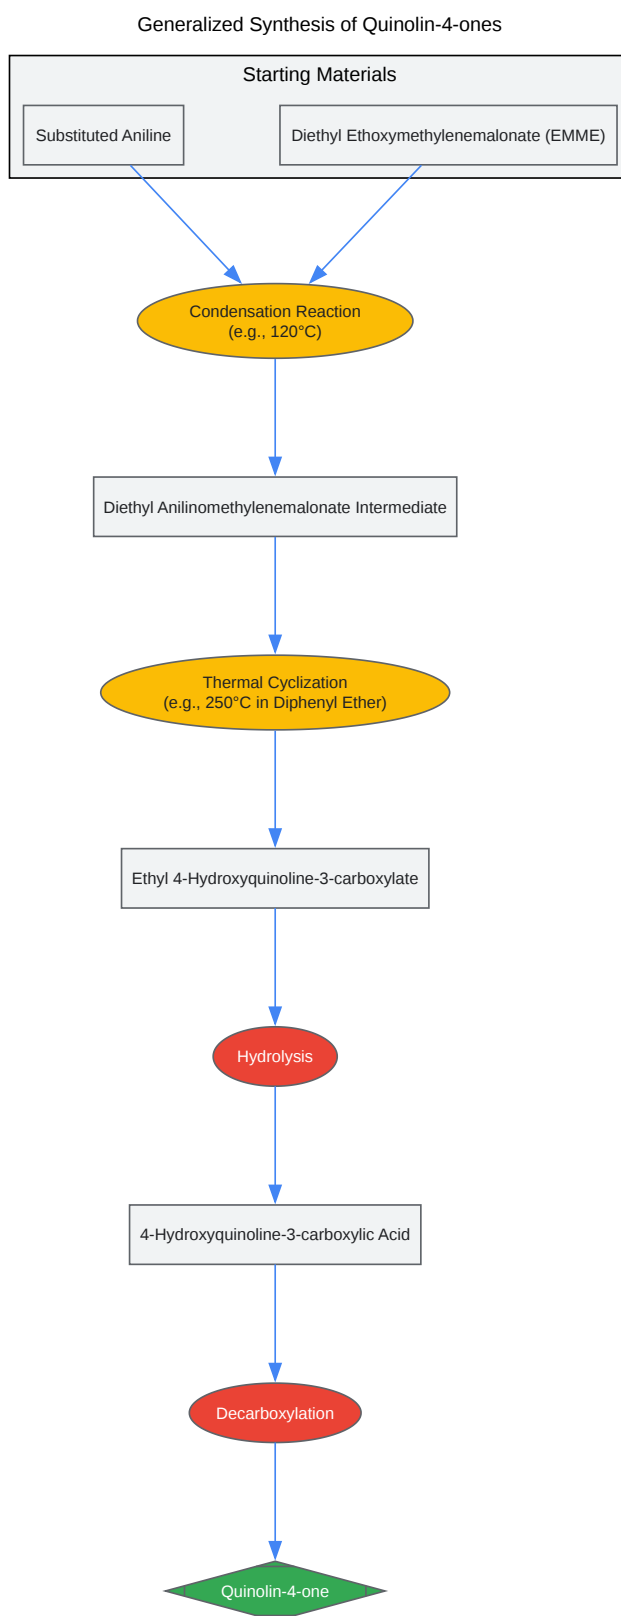 Generalized Synthesis of Quinolin-4-ones
Starting Materials
Substituted Aniline
Diethyl Ethoxymethylenemalonate (EMME)
Condensation Reaction
(e.g., 120°C)
Diethyl Anilinomethylenemalonate Intermediate
Thermal Cyclization
(e.g., 250°C in Diphenyl Ether)
Ethyl 4-Hydroxyquinoline-3-carboxylate
Hydrolysis
4-Hydroxyquinoline-3-carboxylic Acid
Decarboxylation
Quinolin-4-one